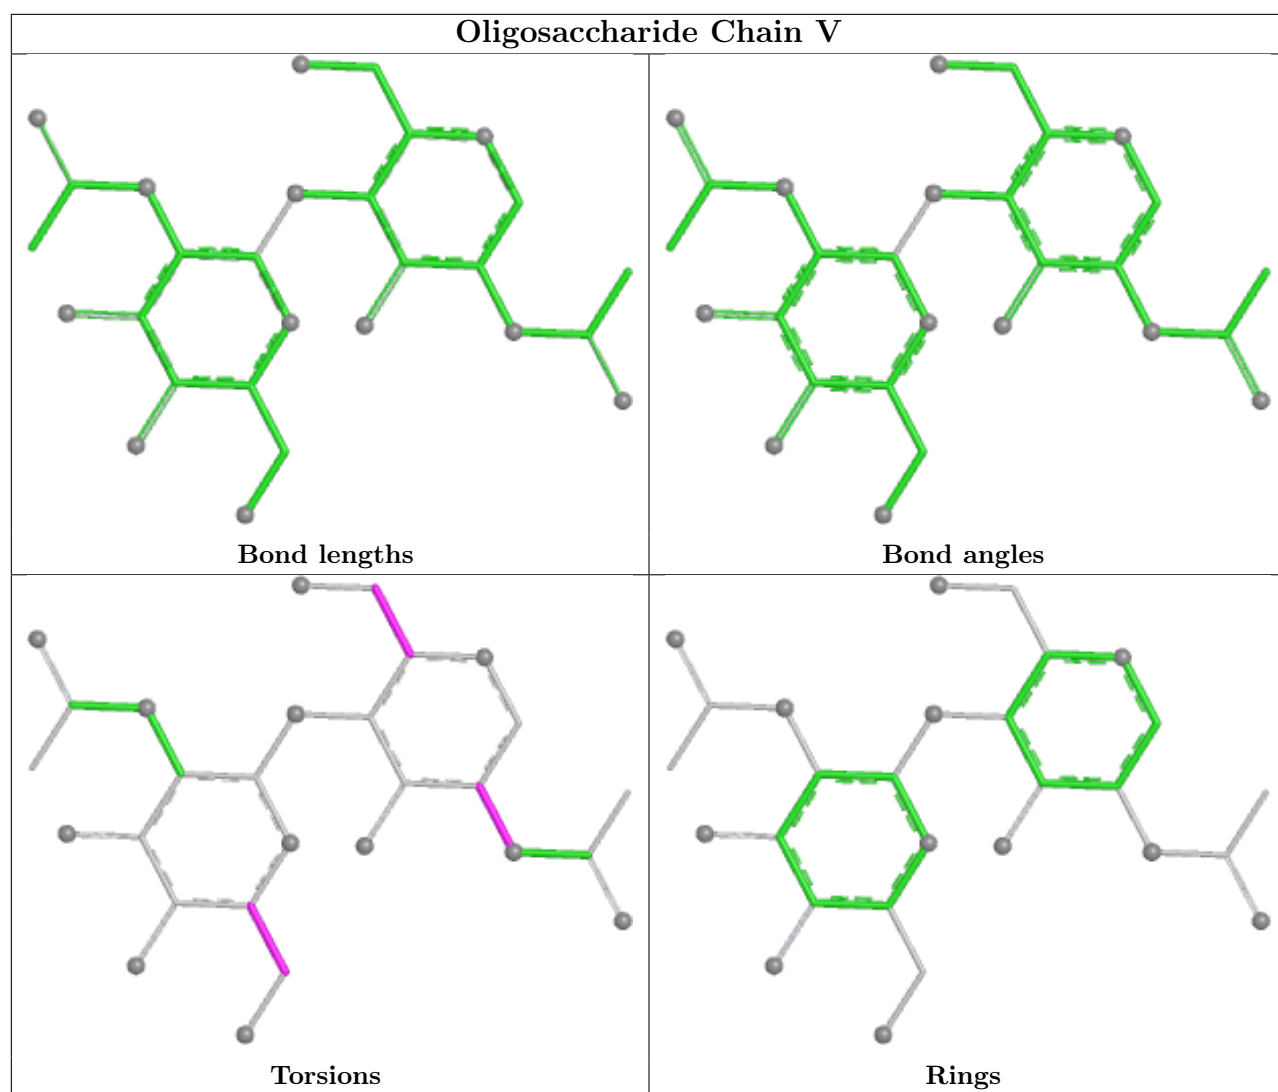 Oligosaccharide Chain V
Bond lengths
Bond angles
Torsions
Rings